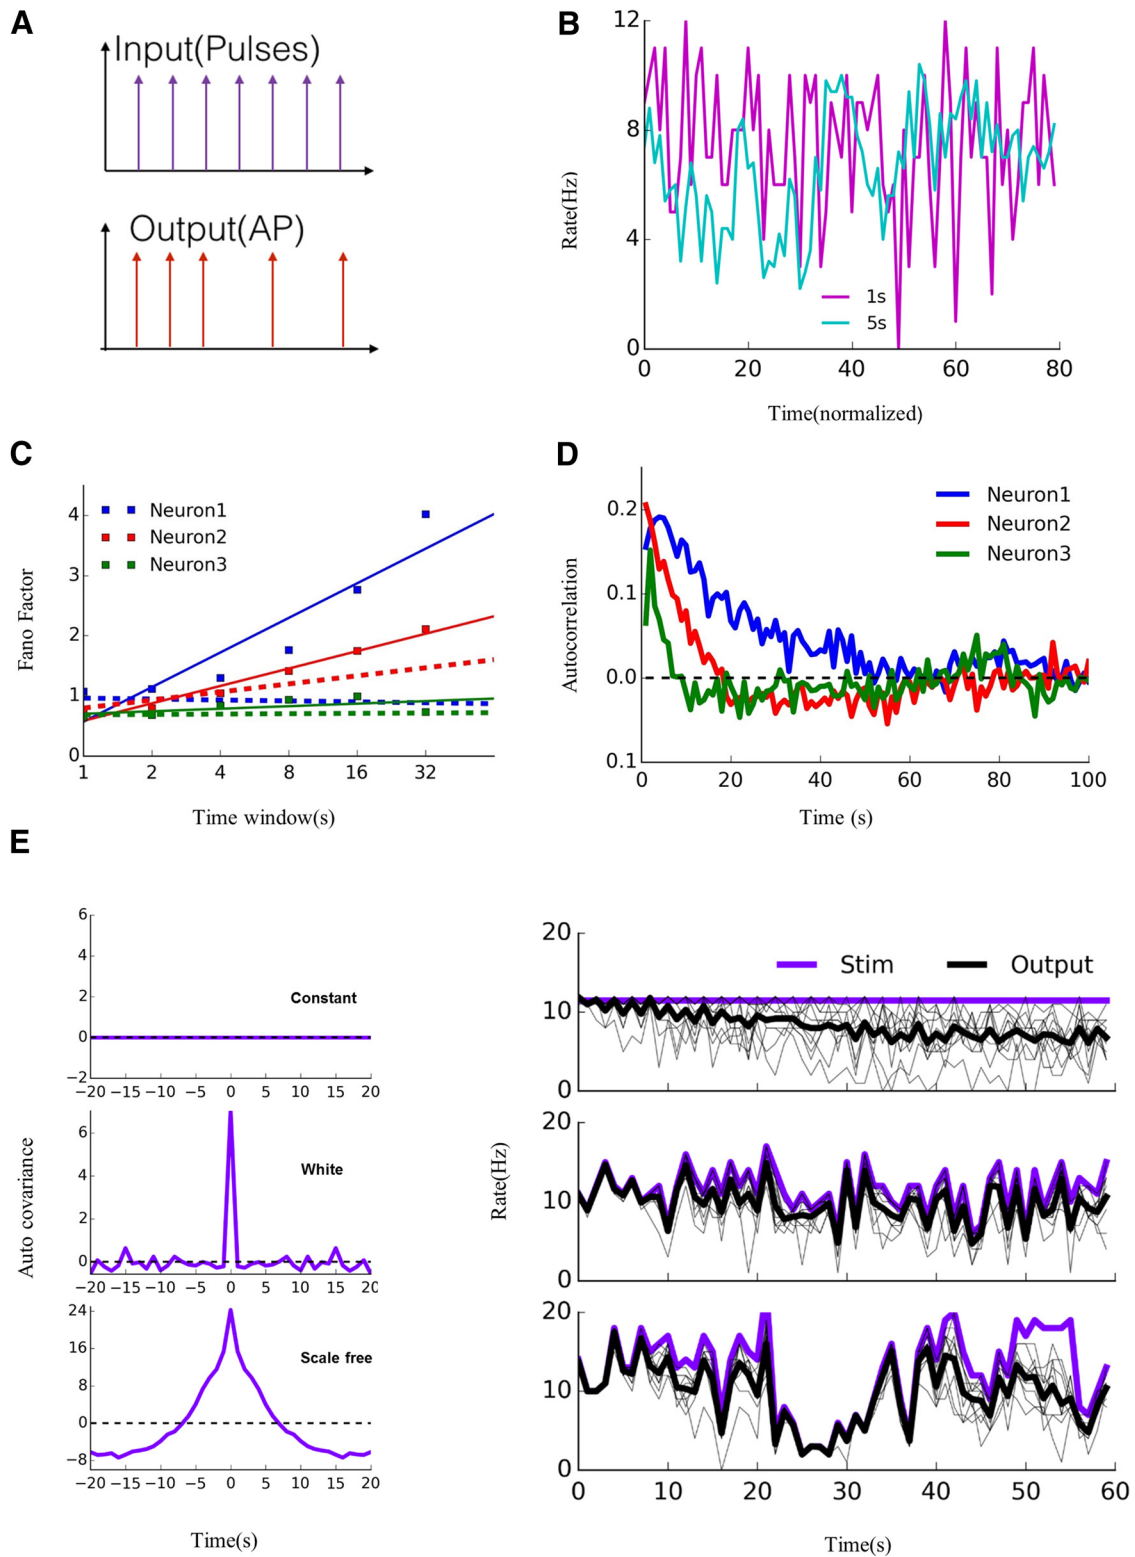 A
Input(Pulses)
Output(AP)
B
12
8
4
0
Rate(Hz)
1s
5s
0 20 40 60 80
Time(normalized)
C
4
3
2
1
0
Fano Factor
Neuron1
Neuron2
Neuron3
1 2 4 8 16 32
Time window(s)
D
0.2
0.1
0.0
0.1
Autocorrelation
Neuron1
Neuron2
Neuron3
0 20 40 60 80 100
Time (s)
E
6
4
2
0
−2
Constant
−20 −15 −10 −5 0 5 10 15 20
6
4
2
0
White
−20 −15 −10 −5 0 5 10 15 20
Auto covariance
24
16
8
0
−8
Scale free
−20 −15 −10 −5 0 5 10 15 20
Time(s)
20
10
0
Stim
Output
20
10
0
Rate(Hz)
20
10
0
0 10 20 30 40 50 60
Time(s)